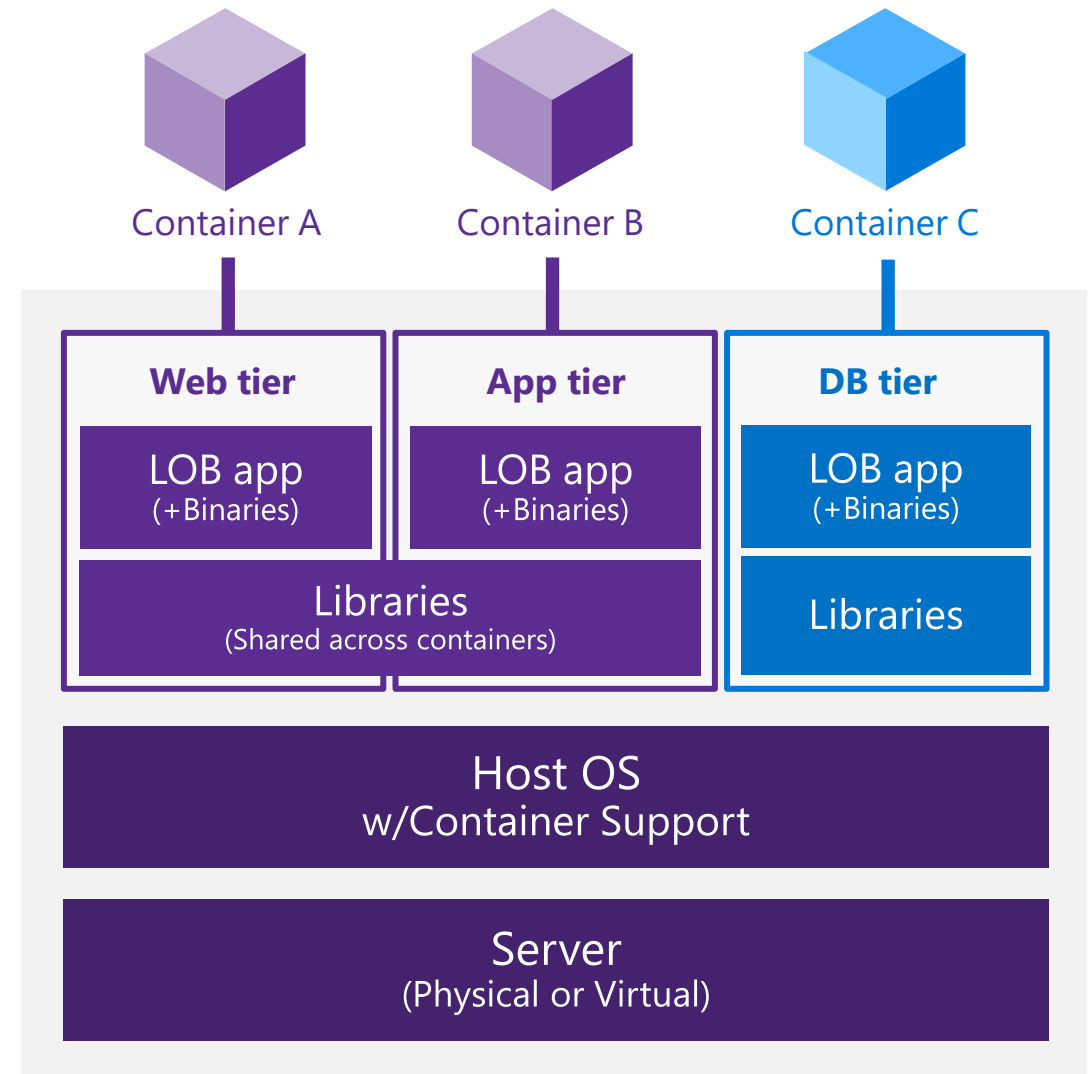 Container A
Container B
Container C
Web tier
App tier
DB tier
LOB app
(+Binaries)
LOB app
(+Binaries)
LOB app
(+Binaries)
Libraries
(Shared across containers)
Libraries
Host OS
w/Container Support
Server
(Physical or Virtual)